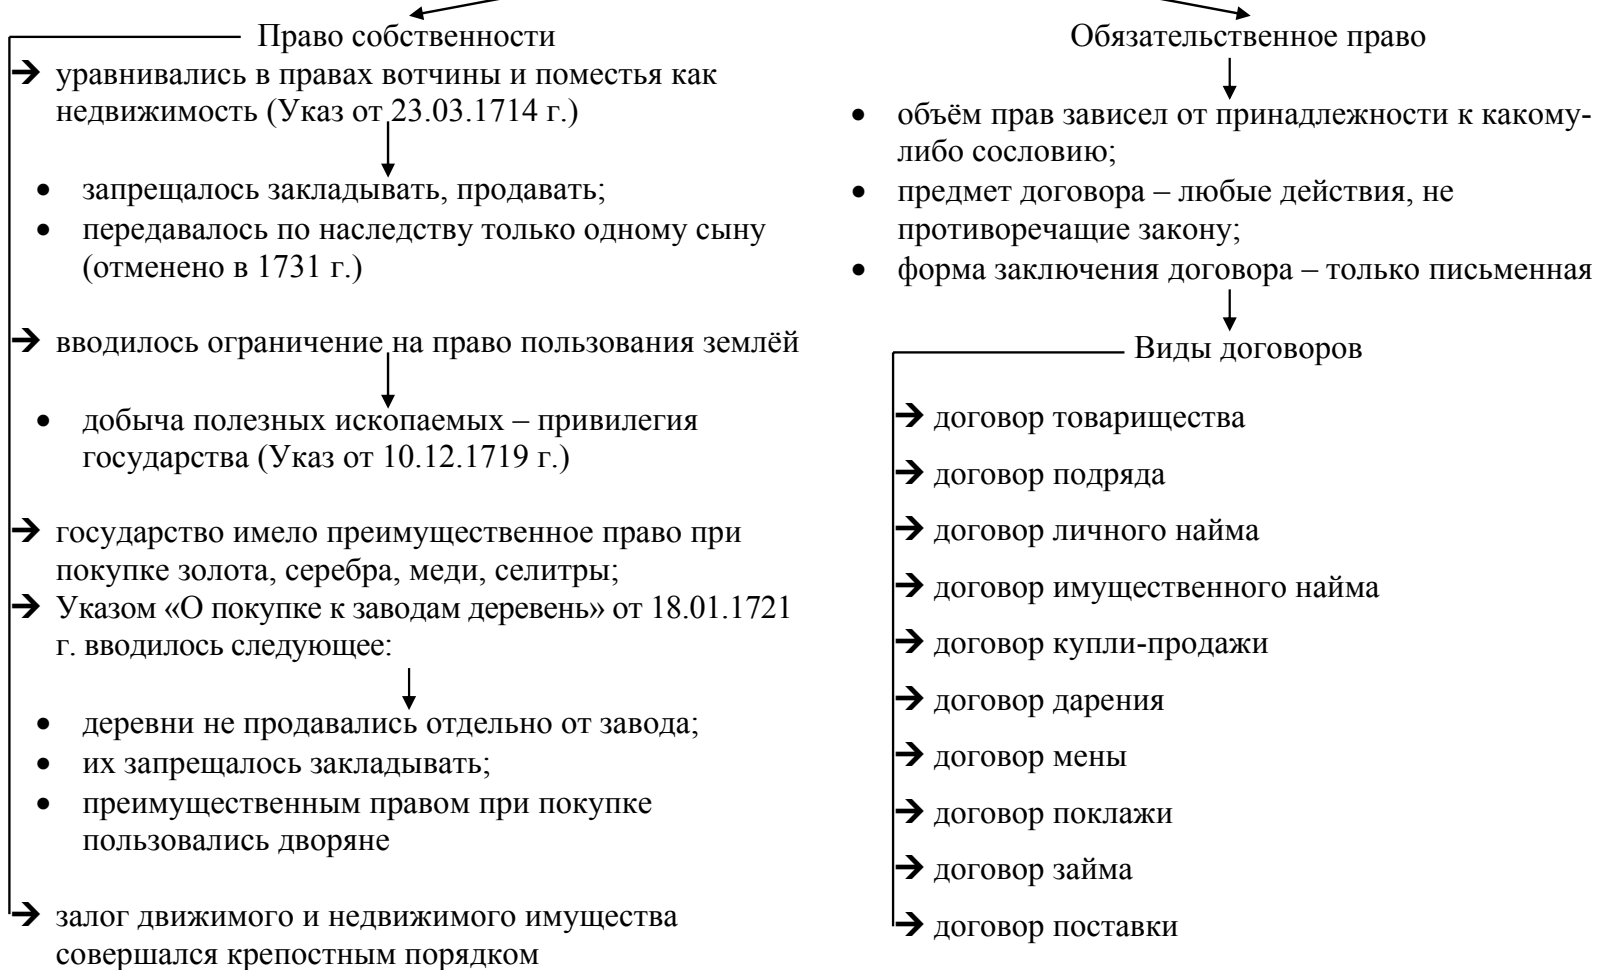 Право собственности
уравнивались в правах вотчины и поместья как
недвижимость (Указ от 23.03.1714 г.)
• запрещалось закладывать, продавать;
• передавалось по наследству только одному сыну
(отменено в 1731 г.)
вводилось ограничение на право пользования землёй
• добыча полезных ископаемых – привилегия
государства (Указ от 10.12.1719 г.)
государство имело преимущественное право при
покупке золота, серебра, меди, селитры;
Указом «О покупке к заводам деревень» от 18.01.1721
г. вводилось следующее:
• деревни не продавались отдельно от завода;
• их запрещалось закладывать;
• преимущественным правом при покупке
пользовались дворяне
залог движимого и недвижимого имущества
совершался крепостным порядком
Обязательственное право
• объём прав зависел от принадлежности к какому-
либо сословию;
• предмет договора – любые действия, не
противоречащие закону;
• форма заключения договора – только письменная
Виды договоров
договор товарищества
договор подряда
договор личного найма
договор имущественного найма
договор купли-продажи
договор дарения
договор мены
договор поклажи
договор займа
договор поставки